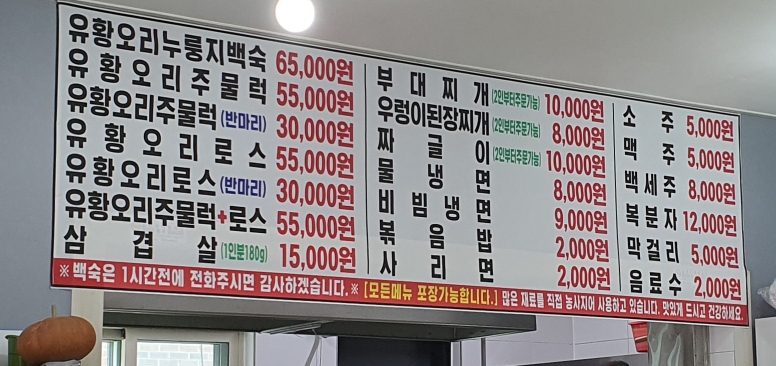 유황오리누룽지백숙 65,000원
유황오리주물럭 55,000원
유황오리주물럭(반마리) 30,000원
유황오리로스 55,000원
유황오리로스(반마리) 30,000원
유황오리주물럭+로스 55,000원
삼겹살(1인분180g) 15,000원
부대찌개(2인부터주문가능) 10,000원
우렁이된장찌개(2인부터주문가능) 8,000원
짜글이(2인부터주문가능) 10,000원
물냉면 8,000원
비빔냉면 9,000원
볶음밥 2,000원
사리면 2,000원
소주 5,000원
맥주 5,000원
백세주 8,000원
복분자 12,000원
막걸리 5,000원
음료수 2,000원
※ 백숙은 1시간전에 전화주시면 감사하겠습니다.※ [모든메뉴 포장가능합니다.] 많은 재료를 직접 농사지어 사용하고 있습니다. 맛있게 드시고 건강하세요.